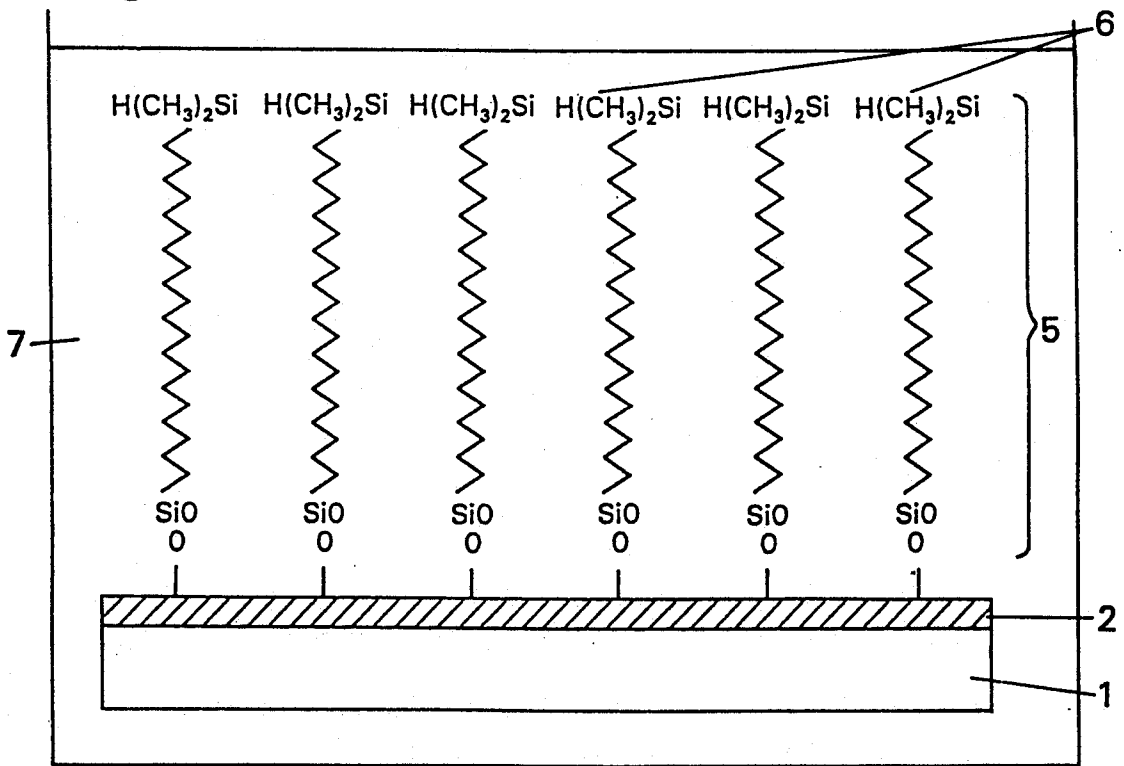 6
H(CH₃)₂Si H(CH₃)₂Si H(CH₃)₂Si H(CH₃)₂Si H(CH₃)₂Si H(CH₃)₂Si
7
5
SiO SiO SiO SiO SiO SiO
O O O O O O
2
1